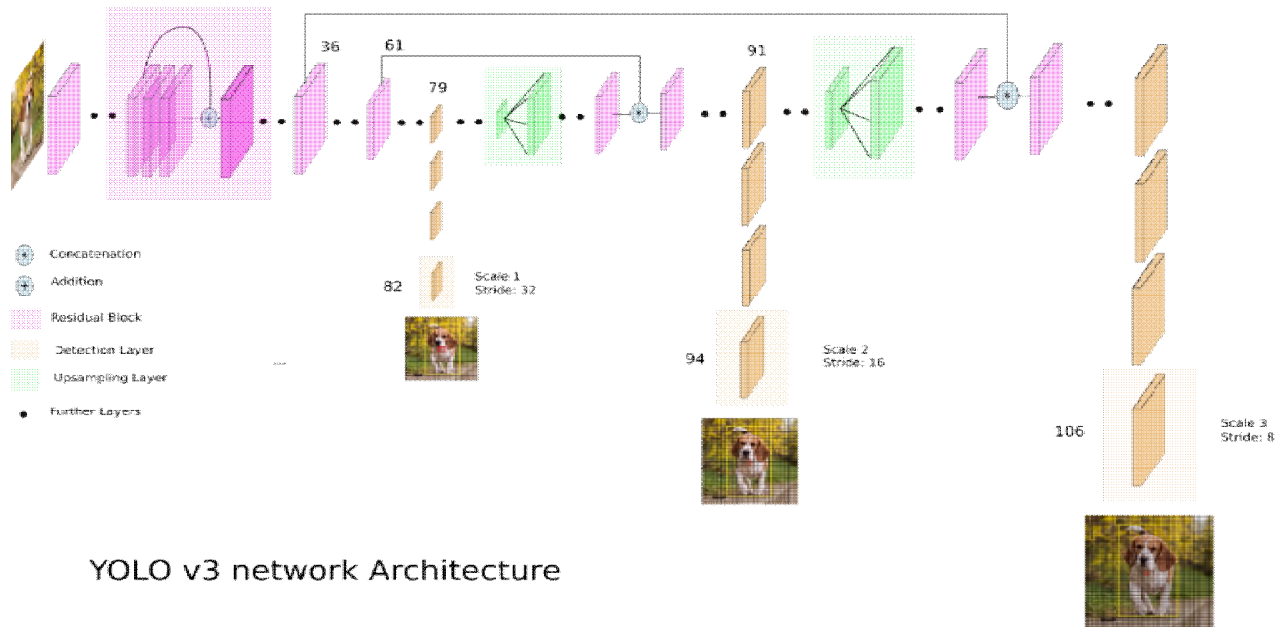 36
61
91
79
Concatenation
Addition
82
Scale 1
Stride: 32
Residual Block
Detection Layer
94
Scale 2
Stride: 16
Upsampling Layer
Further Layers
106
Scale 3
Stride: 8
YOLO v3 network Architecture